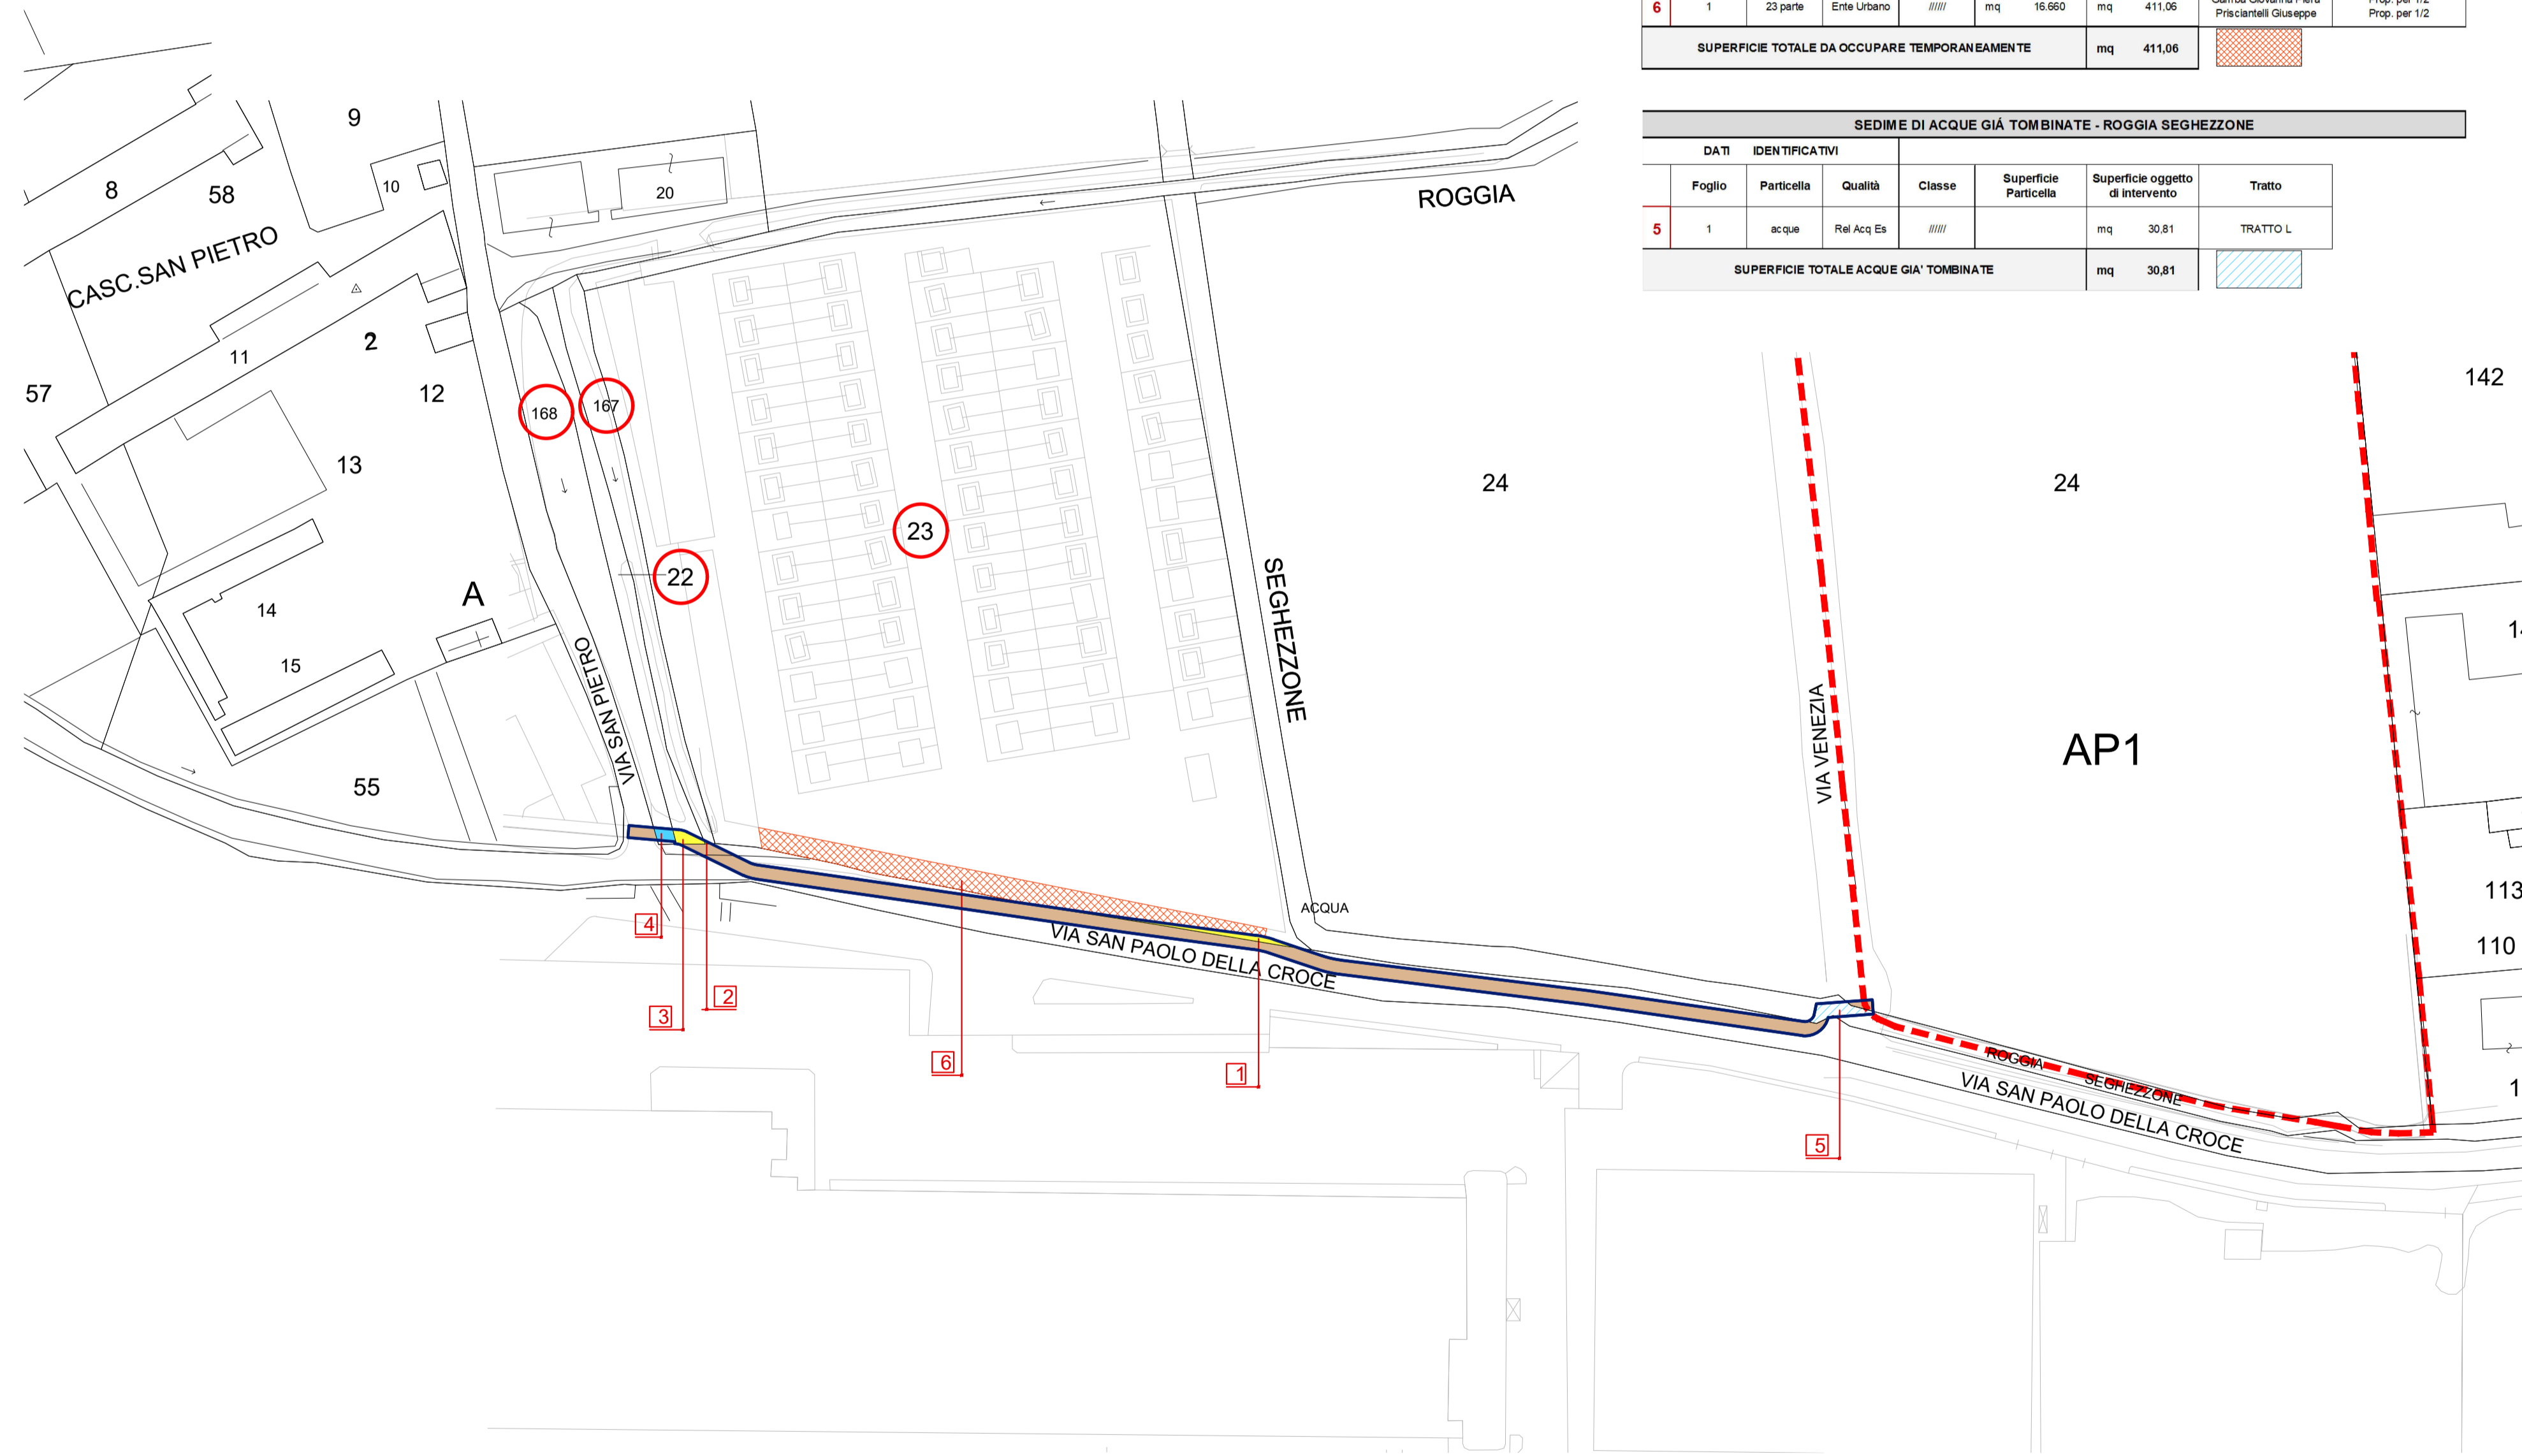 6 1 23 parte Ente Urbano ////// mq 16.660 mq 411,06 Prisciantelli Giuseppe Prop. per 1/2
SUPERFICIE TOTALE DA OCCUPARE TEMPORANEAMENTE mq 411,06
SEDIME DI ACQUE GIÁ TOMBINATE - ROGGIA SEGHEZZONE
DATI IDENTIFICATIVI
Foglio Particella Qualità Classe Superficie Particella Superficie oggetto di intervento Tratto
5 1 acque Rel Acq Es ////// mq 30,81 TRATTO L
SUPERFICIE TOTALE ACQUE GIA' TOMBINATE mq 30,81
9
8
58
10
20
ROGGIA
CASC.SAN PIETRO
2
11
57
12
168
167
142
13
24
24
23
22
A
14
15
SEGHEZZONE
VIA SAN PIETRO
VIA VENEZIA
AP1
55
113
ACQUA
4
VIA SAN PAOLO DELLA CROCE
110
2
3
6
1
ROGGIA
SEGHEZZONE
VIA SAN PAOLO DELLA CROCE
5